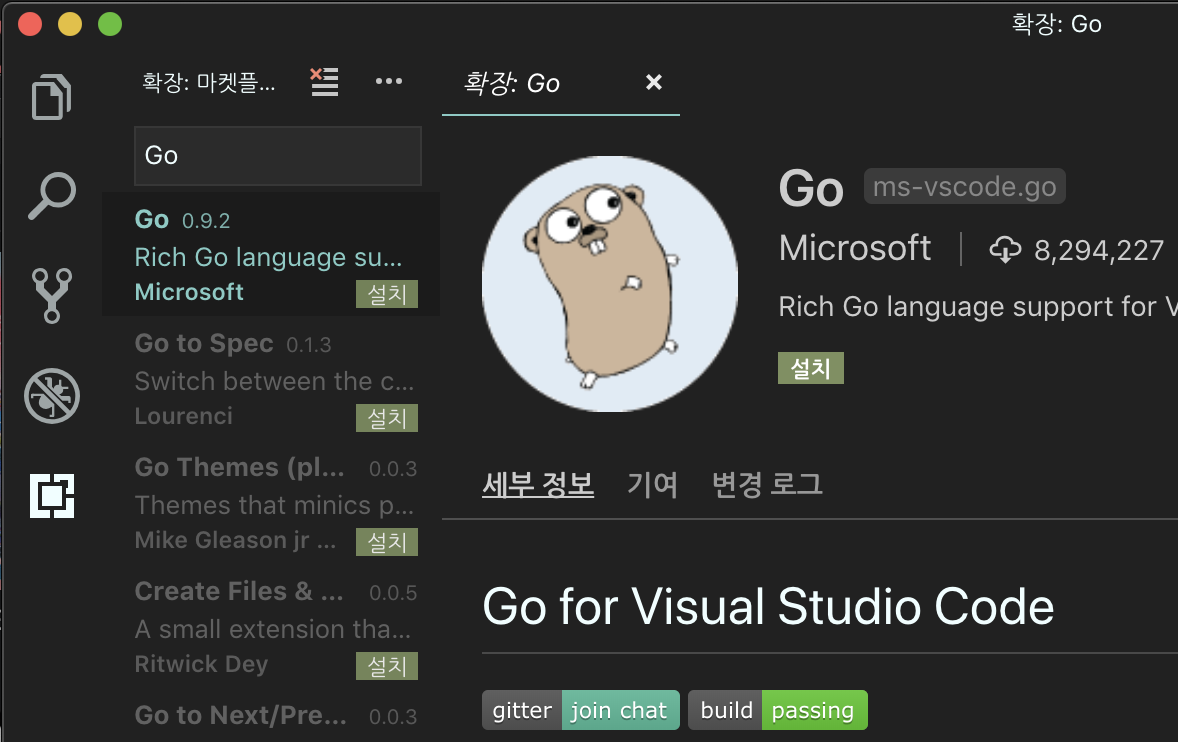 확장: Go
확장: 마켓플...
Go
Go 0.9.2
Rich Go language su...
Microsoft 설치
Go to Spec 0.1.3
Switch between the c...
Lourenci 설치
Go Themes (pl... 0.0.3
Themes that minics p...
Mike Gleason jr ... 설치
Create Files & ... 0.0.5
A small extension tha...
Ritwick Dey 설치
Go to Next/Pre... 0.0.3
확장: Go
Go ms-vscode.go
Microsoft 8,294,227
Rich Go language support for V
설치
세부 정보 기여 변경 로그
Go for Visual Studio Code
gitter join chat build passing